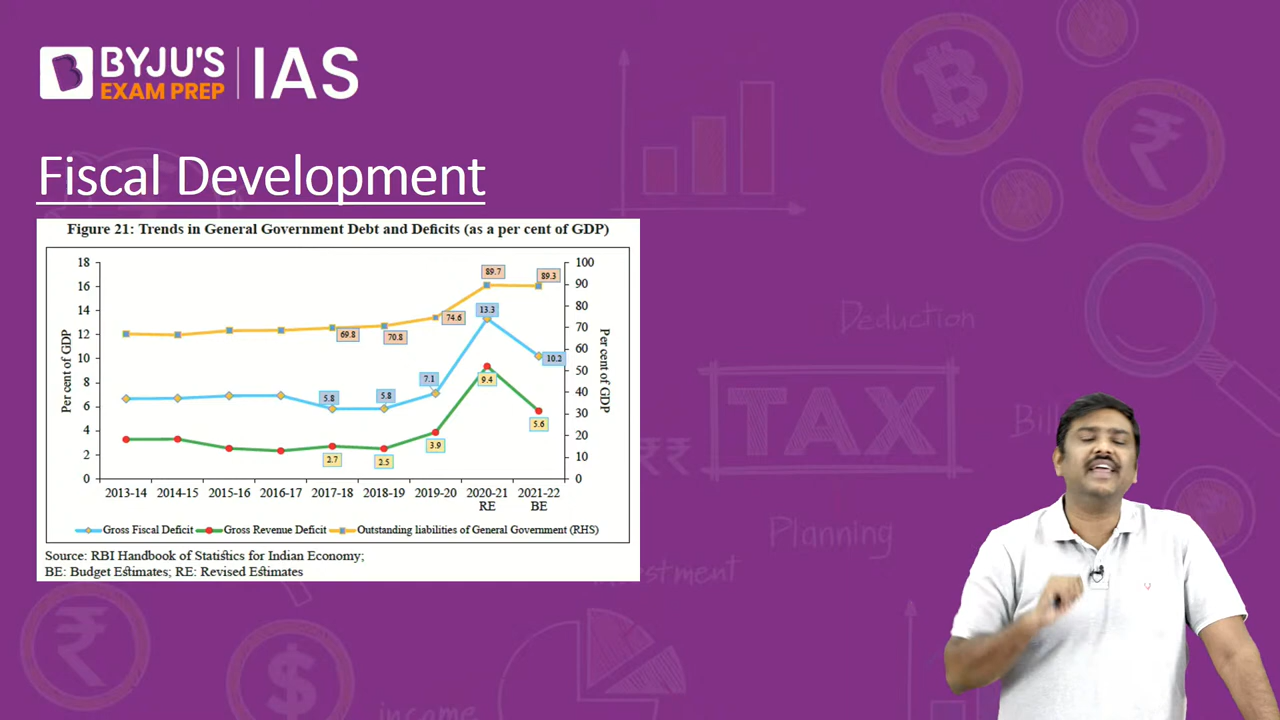 BYJU'S
EXAM PREP
IAS
Fiscal Development
Figure 21: Trends in General Government Debt and Deficits (as a per cent of GDP)
18
16
14
12
10
8
6
4
2
0
Per cent of GDP
100
90
80
70
60
50
40
30
20
10
0
Per cent of GDP
89.7
89.3
74.6
69.8
70.8
13.3
10.2
7.1
5.8
5.8
9.4
5.6
3.9
2.7
2.5
2013-14 2014-15 2015-16 2016-17 2017-18 2018-19 2019-20 2020-21 2021-22
RE BE
Gross Fiscal Deficit Gross Revenue Deficit Outstanding liabilities of General Government (RHS)
Source: RBI Handbook of Statistics for Indian Economy;
BE: Budget Estimates; RE: Revised Estimates
Deduction
TAX
Bill
₹₹
Planning
income